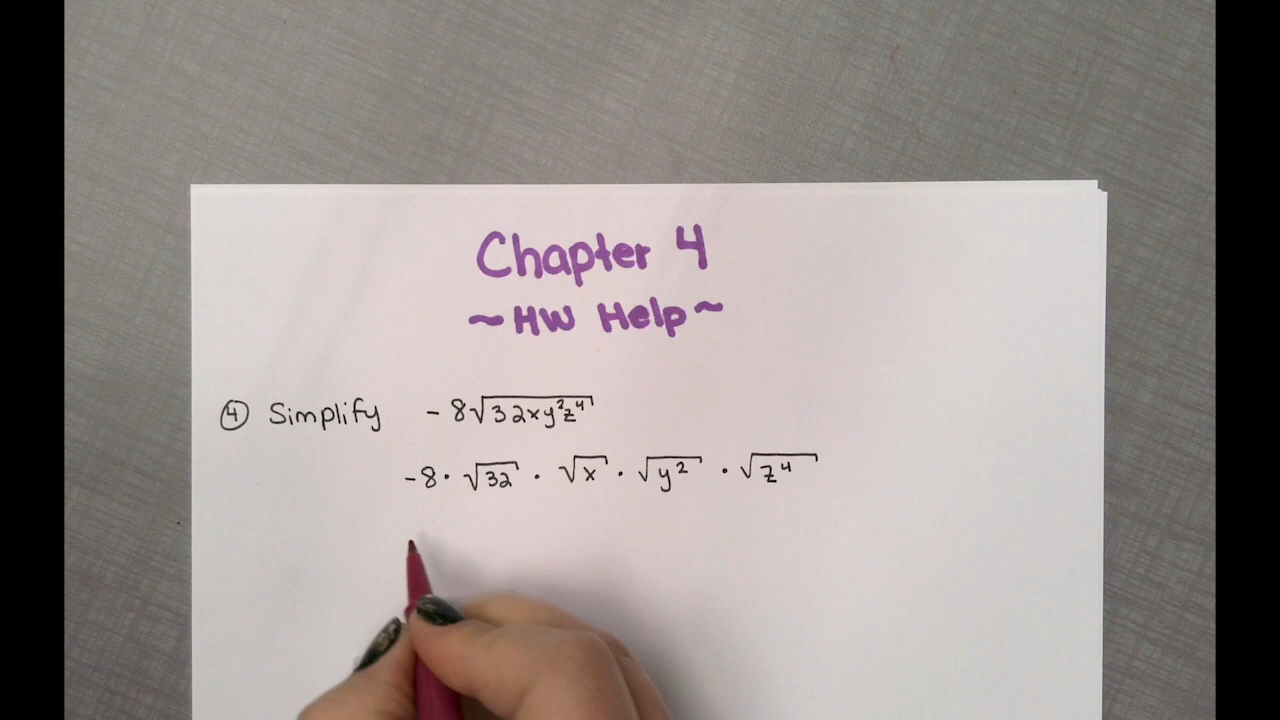 Chapter 4
~HW Help~
④ Simplify -8√32xy²z⁴
-8 · √32 · √x · √y² · √z⁴